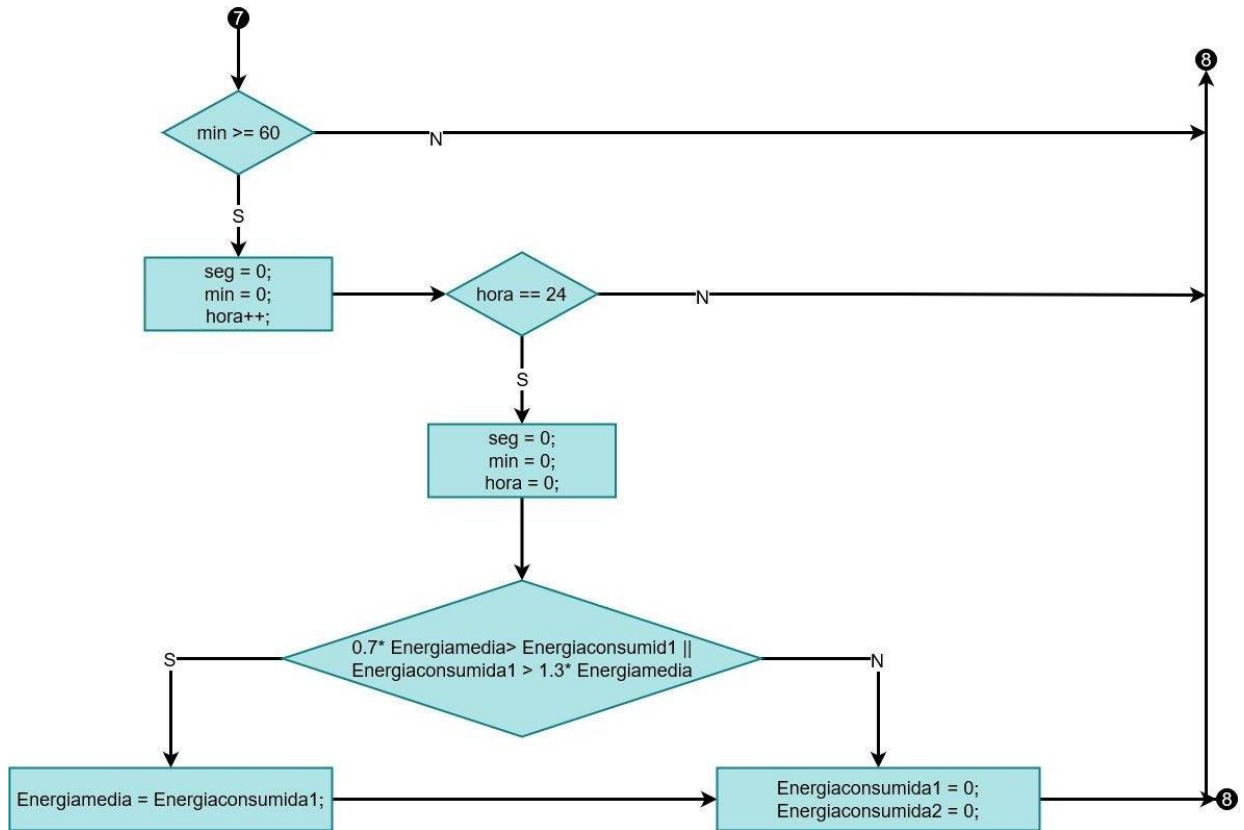 7
8
min >= 60
N
S
seg = 0;
min = 0;
hora++;
hora == 24
N
S
seg = 0;
min = 0;
hora = 0;
0.7* Energiamedia> Energiaconsumid1 ||
Energiaconsumida1 > 1.3* Energiamedia
S
N
Energiamedia = Energiaconsumida1;
Energiaconsumida1 = 0;
Energiaconsumida2 = 0;
8